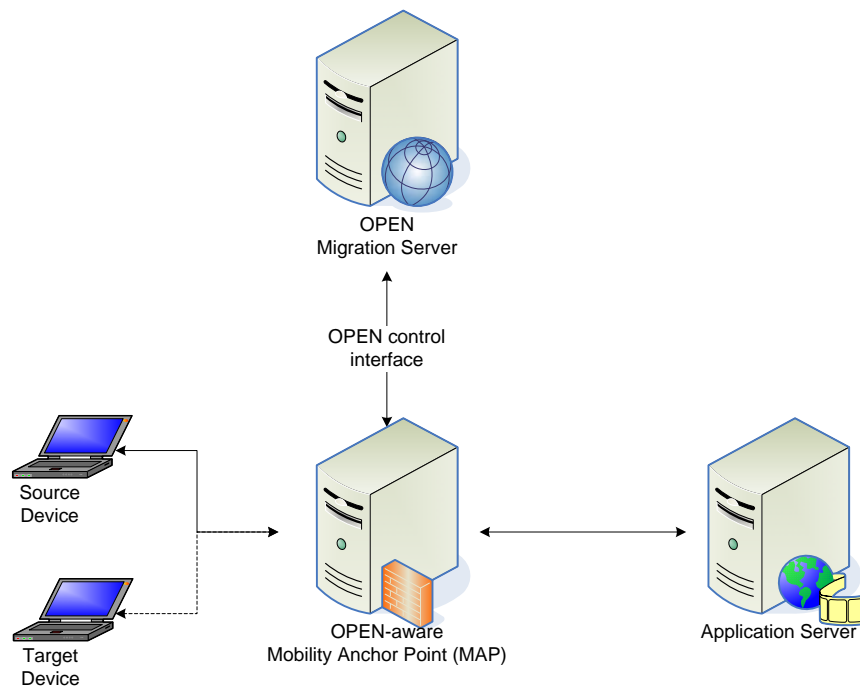 OPEN
Migration Server
OPEN control
interface
Source
Device
Target
Device
OPEN-aware
Mobility Anchor Point (MAP)
Application Server